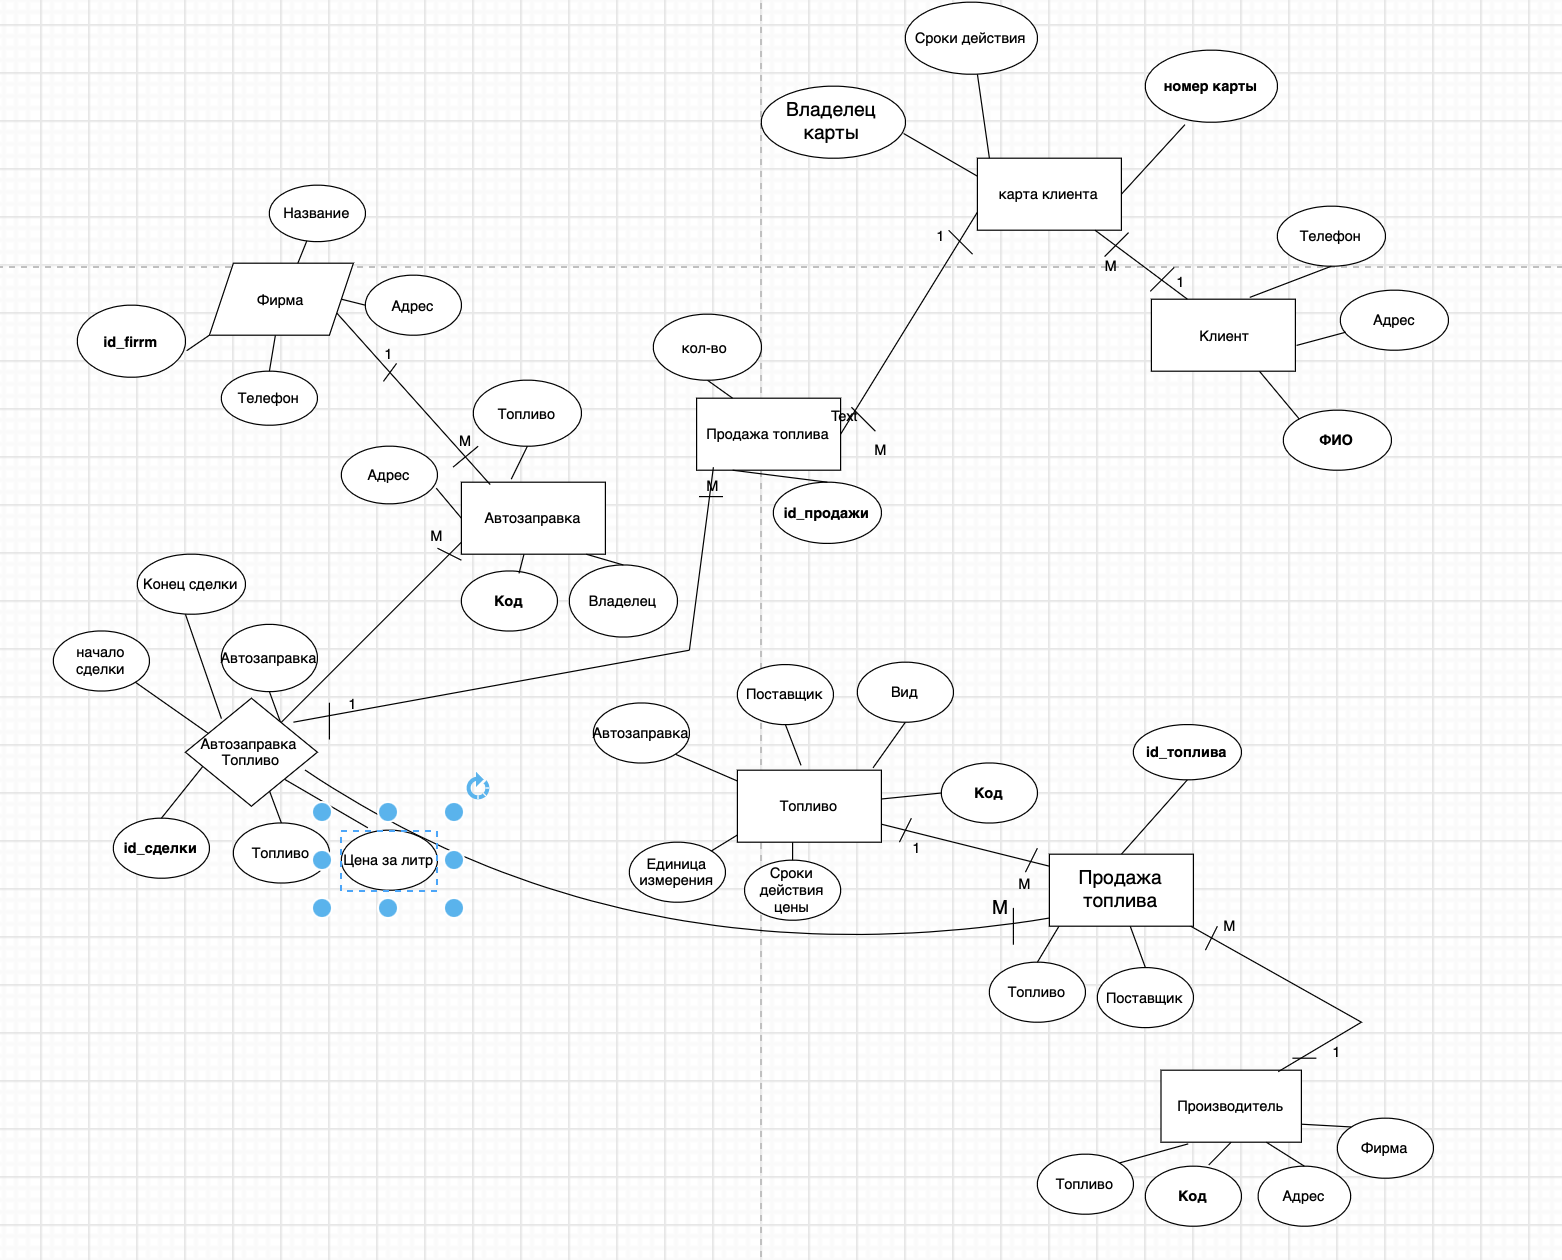 Сроки действия
номер карты
Владелец
карты
карта клиента
1
М
1
Название
Телефон
Фирма
Адрес
Адрес
id_firrm
1
Клиент
кол-во
Телефон
Топливо
Text
Продажа топлива
М
ФИО
М
Адрес
М
id_продажи
Автозаправка
М
Конец сделки
Код
Владелец
начало
сделки
Автозаправка
1
Поставщик
Вид
Автозаправка
Автозаправка
Топливо
id_топлива
Топливо
Код
id_сделки
Топливо
Цена за литр
1
Единица
измерения
Сроки
действия
цены
М
Продажа
топлива
М
М
Топливо
Поставщик
1
Производитель
Фирма
Топливо
Код
Адрес